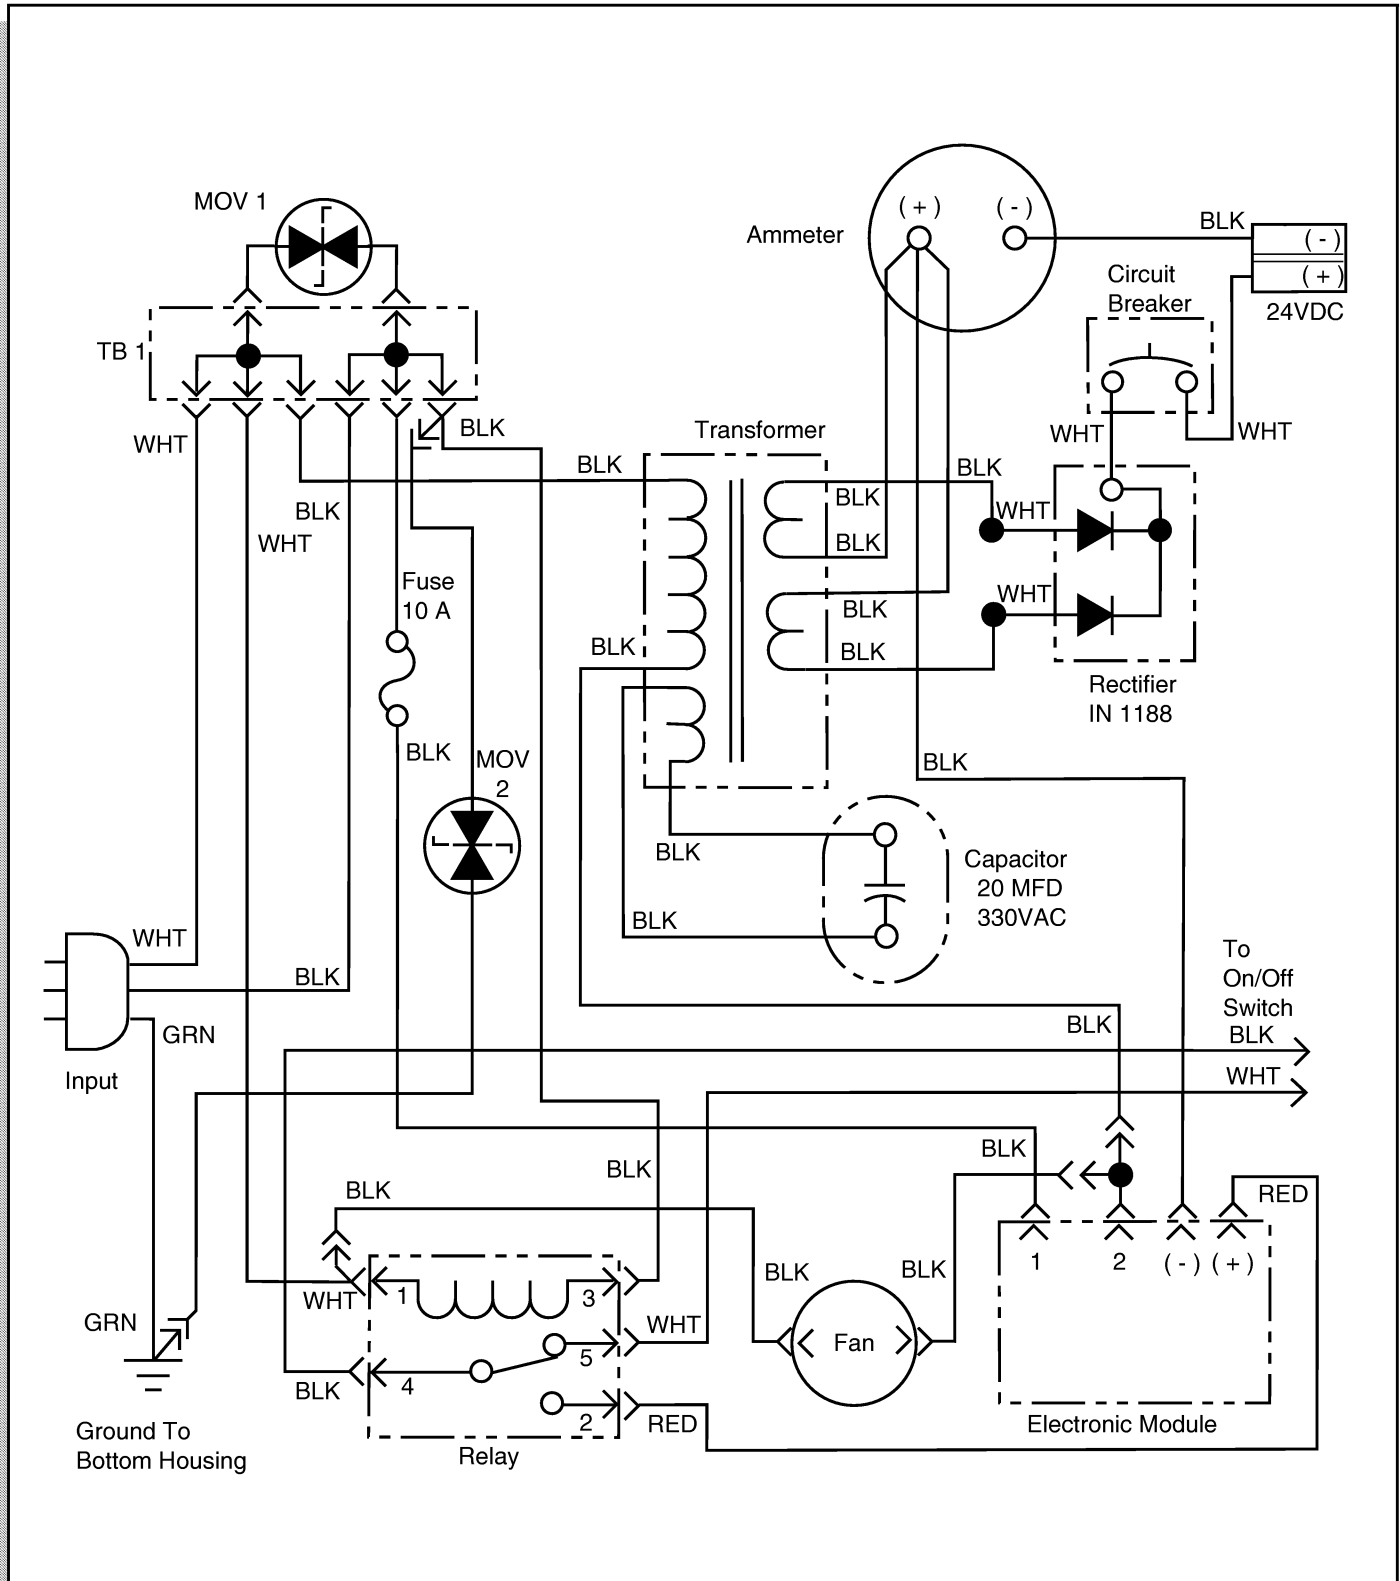 MOV 1
( + )
( - )
Ammeter
BLK
( - )
( + )
24VDC
Circuit
Breaker
TB 1
WHT
BLK
Transformer
WHT
WHT
BLK
BLK
BLK
BLK
WHT
BLK
WHT
BLK
Fuse
10 A
WHT
BLK
BLK
BLK
Rectifier
IN 1188
BLK
MOV
2
BLK
BLK
Capacitor
20 MFD
330VAC
BLK
WHT
BLK
GRN
Input
To
On/Off
Switch
BLK
BLK
WHT
BLK
BLK
BLK
RED
1
2
( - )
( + )
BLK
BLK
WHT
1
3
GRN
WHT
5
Fan
BLK
4
2
RED
Electronic Module
Ground To
Bottom Housing
Relay